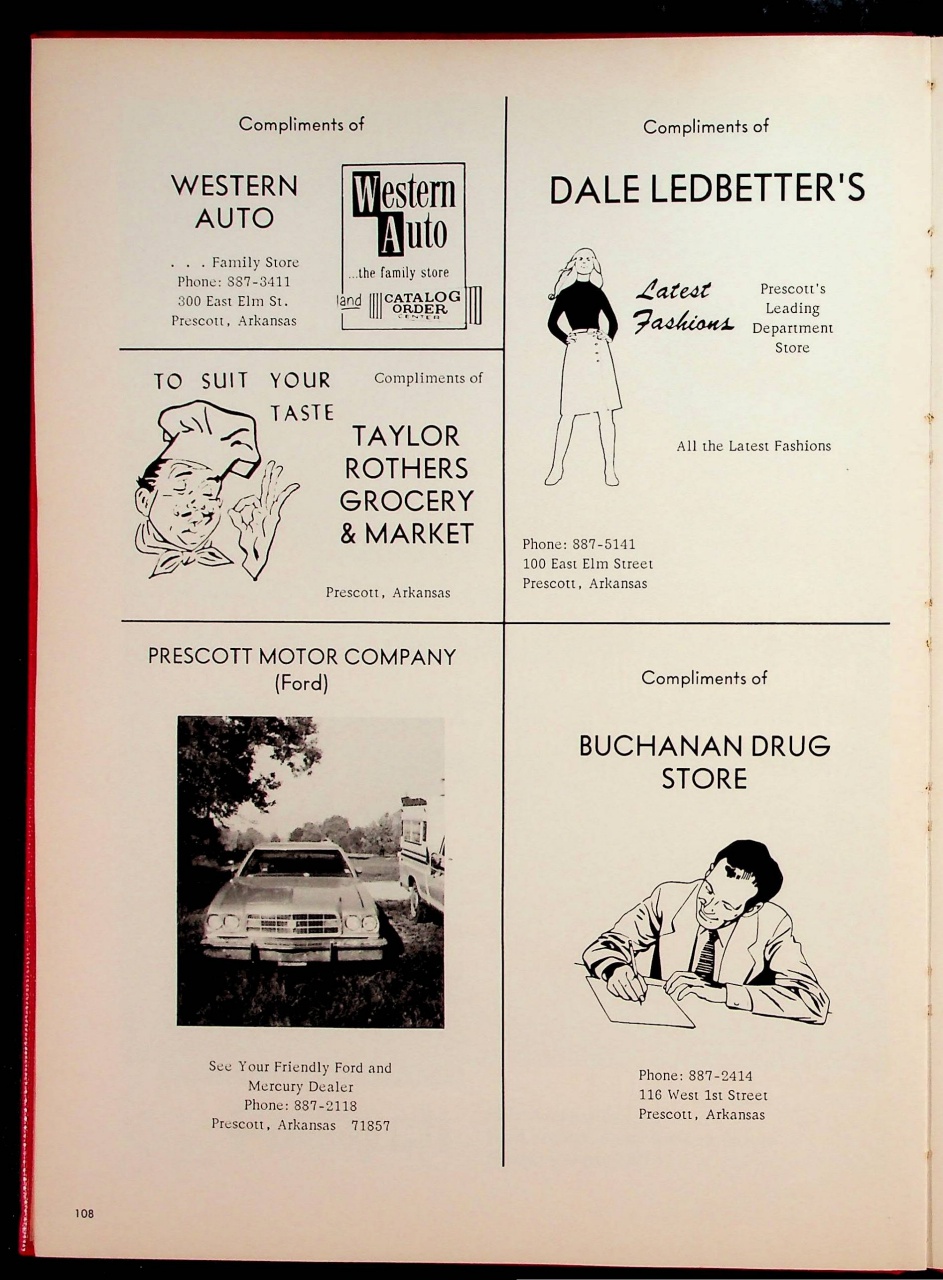 Compliments of
WESTERN
AUTO
. . . Family Store
Phone: 887-3411
300 East Elm St.
Prescott, Arkansas
Western
Auto
...the family store
and
CATALOG
ORDER
CENTER
Compliments of
DALE LEDBETTER'S
Latest
Fashions
Prescott's
Leading
Department
Store
All the Latest Fashions
Phone: 887-5141
100 East Elm Street
Prescott, Arkansas
TO SUIT YOUR
TASTE
Compliments of
TAYLOR
ROTHERS
GROCERY
& MARKET
Prescott, Arkansas
PRESCOTT MOTOR COMPANY
(Ford)
See Your Friendly Ford and
Mercury Dealer
Phone: 887-2118
Prescott, Arkansas 71857
Compliments of
BUCHANAN DRUG
STORE
Phone: 887-2414
116 West 1st Street
Prescott, Arkansas
108